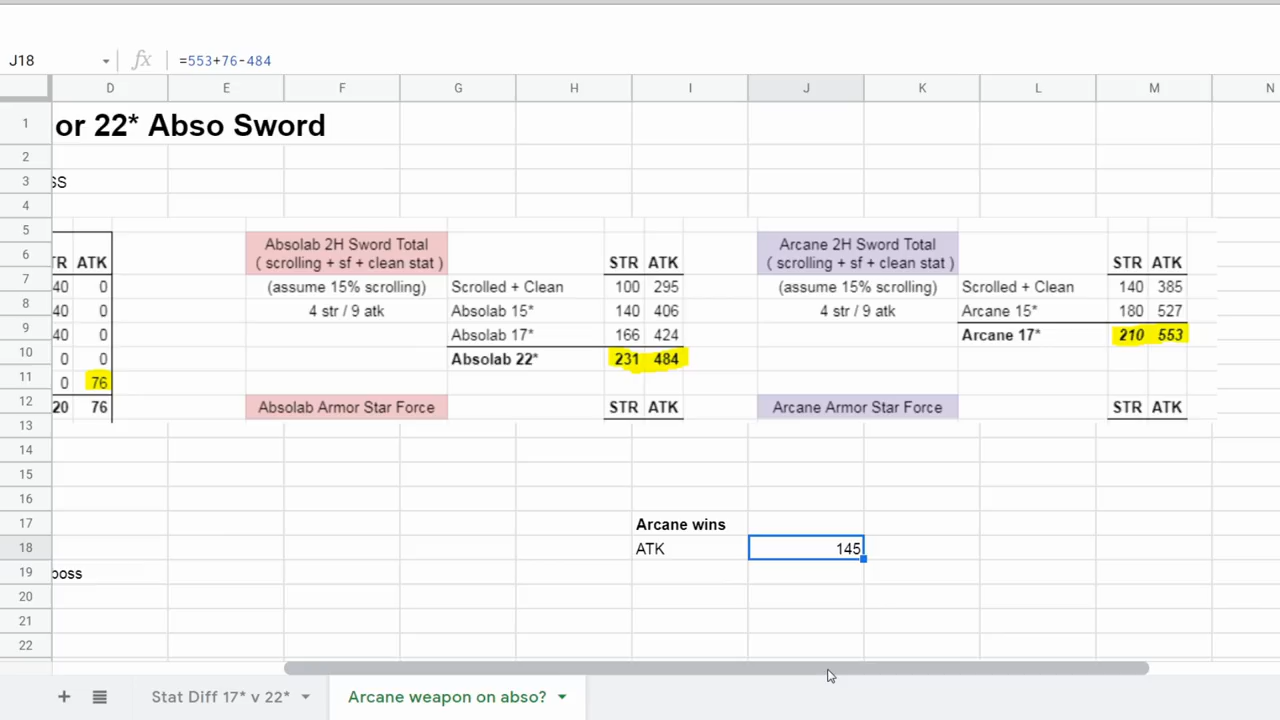 J18 fx =553+76-484
D E F G H I J K L M N
1 or 22* Abso Sword
2
3 SS
4
5 Absolab 2H Sword Total Arcane 2H Sword Total
6 TR ATK ( scrolling + sf + clean stat ) STR ATK ( scrolling + sf + clean stat ) STR ATK
7 40 0 (assume 15% scrolling) Scrolled + Clean 100 295 (assume 15% scrolling) Scrolled + Clean 140 385
8 40 0 4 str / 9 atk Absolab 15* 140 406 4 str / 9 atk Arcane 15* 180 527
9 40 0 Absolab 17* 166 424 Arcane 17* 210 553
10 0 0 Absolab 22* 231 484
11 0 76
12 20 76 Absolab Armor Star Force STR ATK Arcane Armor Star Force STR ATK
13
14
15
16
17 Arcane wins
18 ATK 145
19 boss
20
21
22
+ Stat Diff 17* v 22* Arcane weapon on abso?